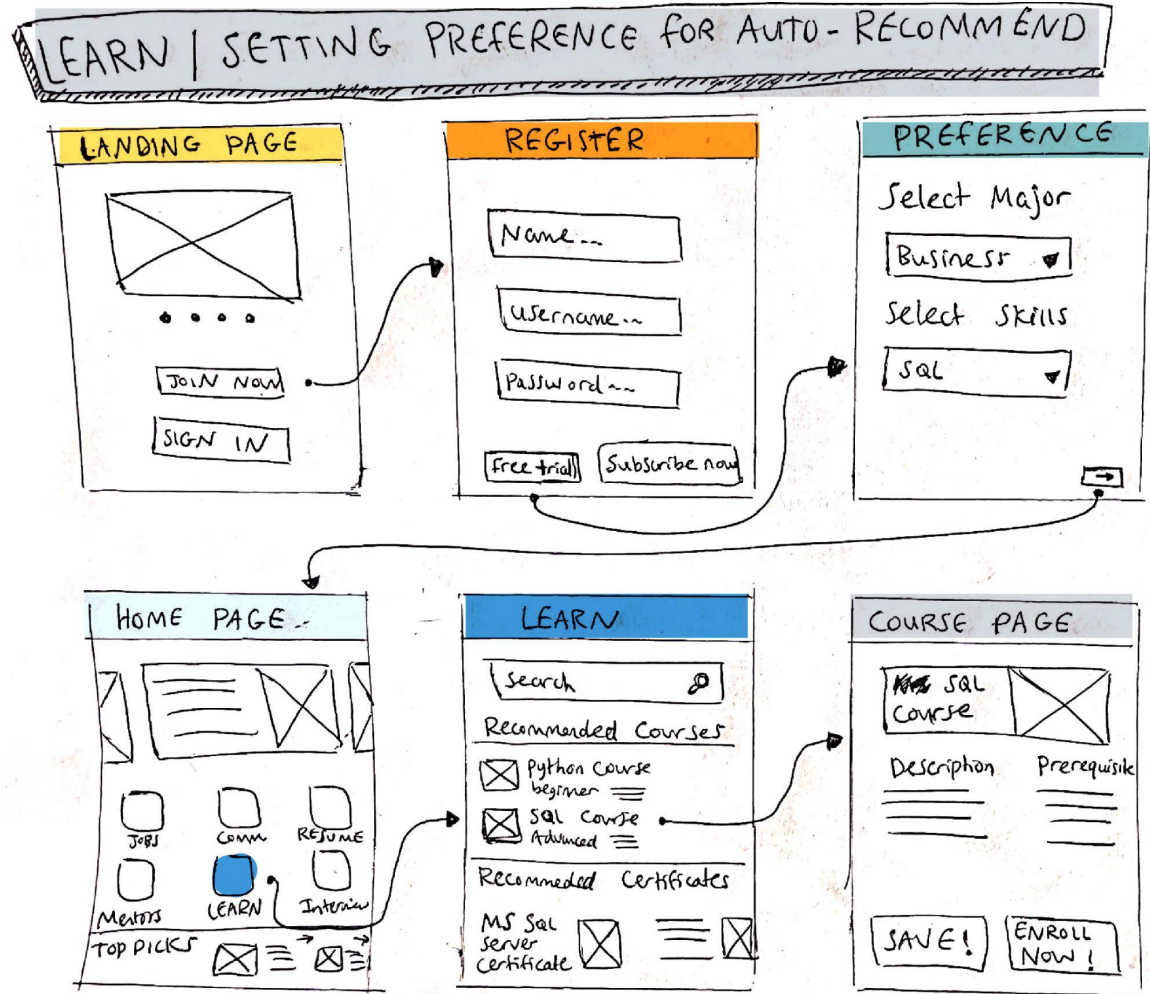 LEARN | SETTING PREFERENCE FOR AUTO-RECOMMEND
LANDING PAGE
JOIN NOW
SIGN IN
REGISTER
Name..
Username..
Password~~
Free trial
Subscribe now
PREFERENCE
Select Major
Business
Select Skills
SQL
HOME PAGE..
JOBS
COMM
RESUME
Mentors
LEARN
Interview
TOP PICKS
LEARN
Search
Recommended Courses
Python Course
beginner
SQL Course
Advanced
Recommeded Certificates
MS Sql
Server
Certificate
COURSE PAGE
SQL
Course
Description
Prerequisite
SAVE!
ENROLL
NOW!